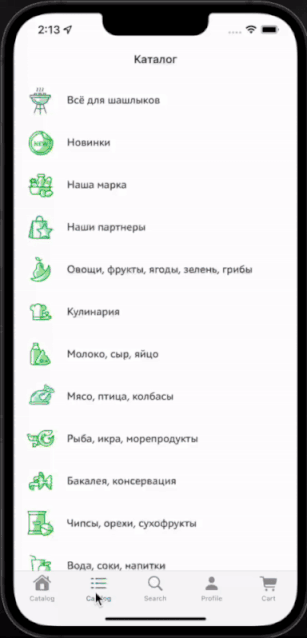 2:13
Каталог
Всё для шашлыков
NEW
Новинки
Наша марка
Наши партнеры
Овощи, фрукты, ягоды, зелень, грибы
Кулинария
Молоко, сыр, яйцо
Мясо, птица, колбасы
Рыба, икра, морепродукты
Бакалея, консервация
Чипсы, орехи, сухофрукты
Вода, соки, напитки
Catalog Catalog Search Profile Cart